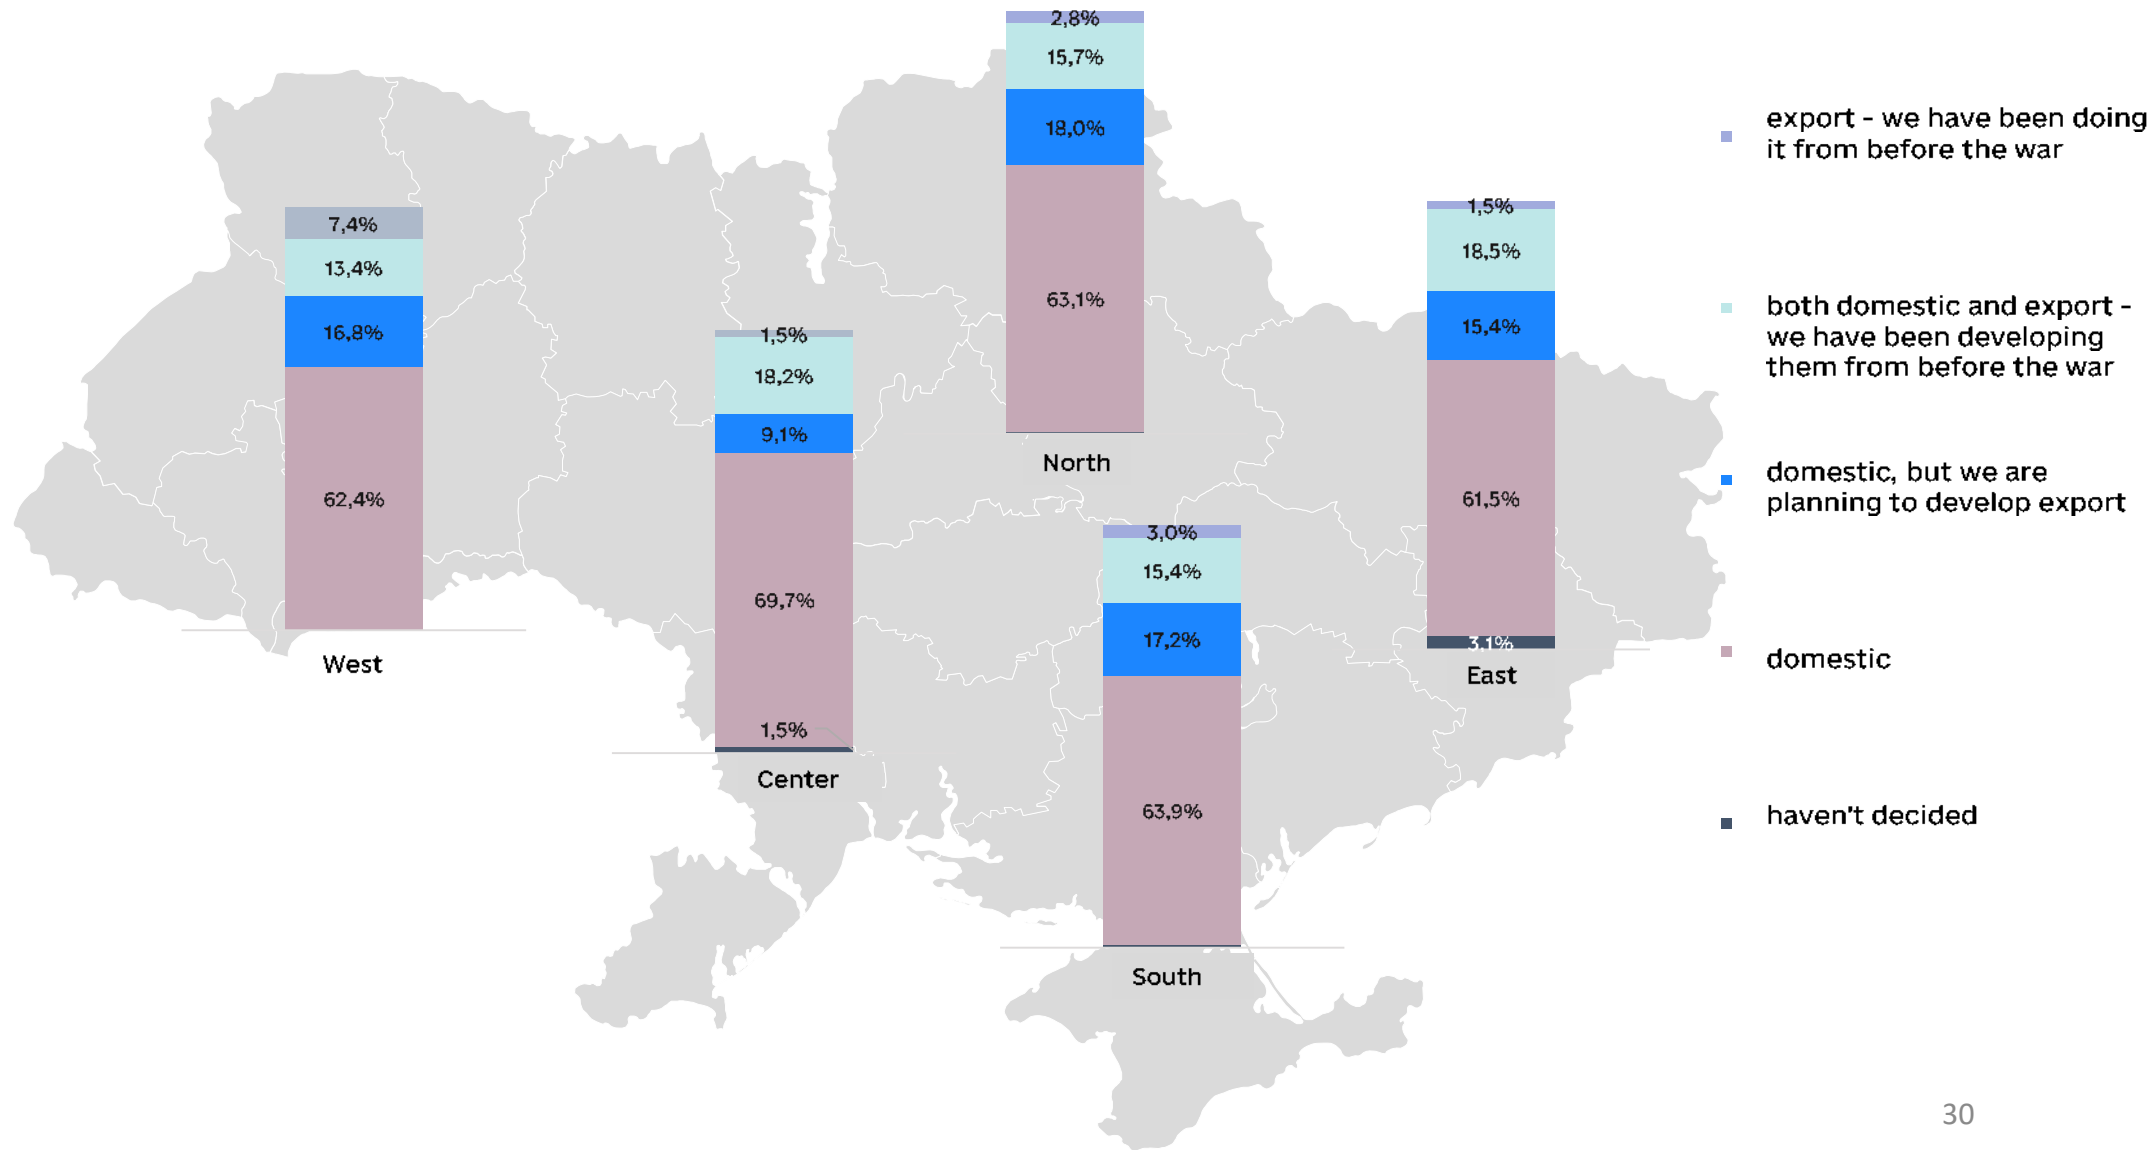 2,8%
15,7%
18,0%
63,1%
North
7,4%
13,4%
16,8%
62,4%
West
1,5%
18,2%
9,1%
69,7%
1,5%
Center
3,0%
15,4%
17,2%
63,9%
South
1,5%
18,5%
15,4%
61,5%
3,1%
East
export - we have been doing
it from before the war
both domestic and export -
we have been developing
them from before the war
domestic, but we are
planning to develop export
domestic
haven't decided
30